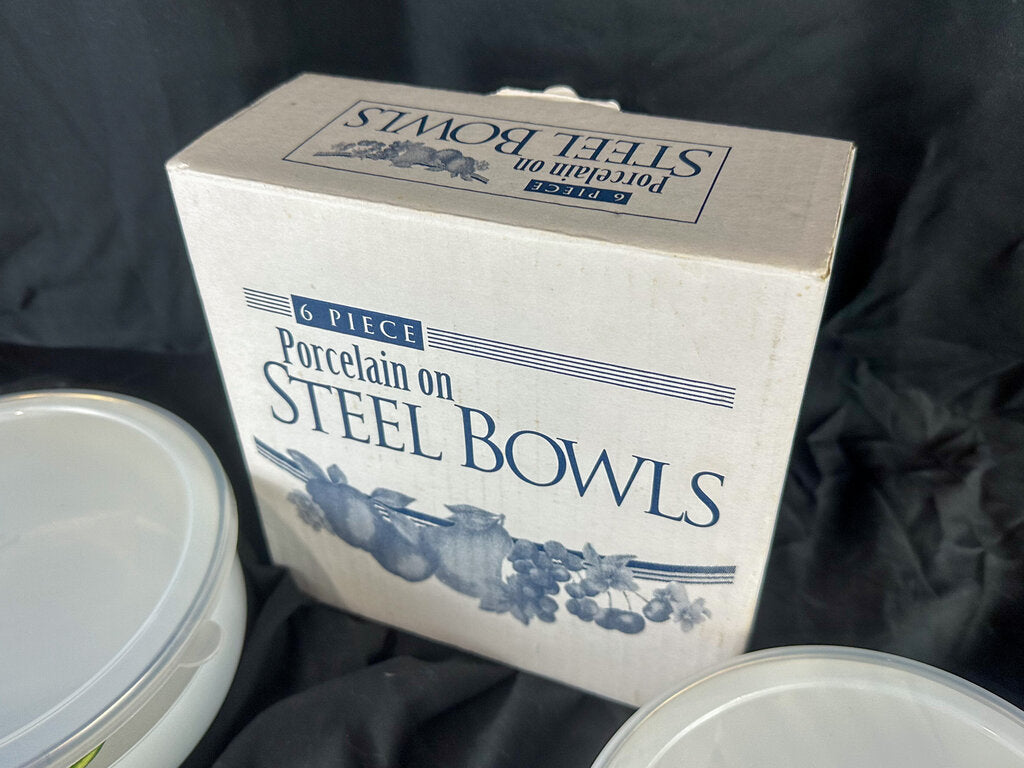 6 PIECE
Porcelain on
STEEL BOWLS
6 PIECE
Porcelain on
STEEL BOWLS